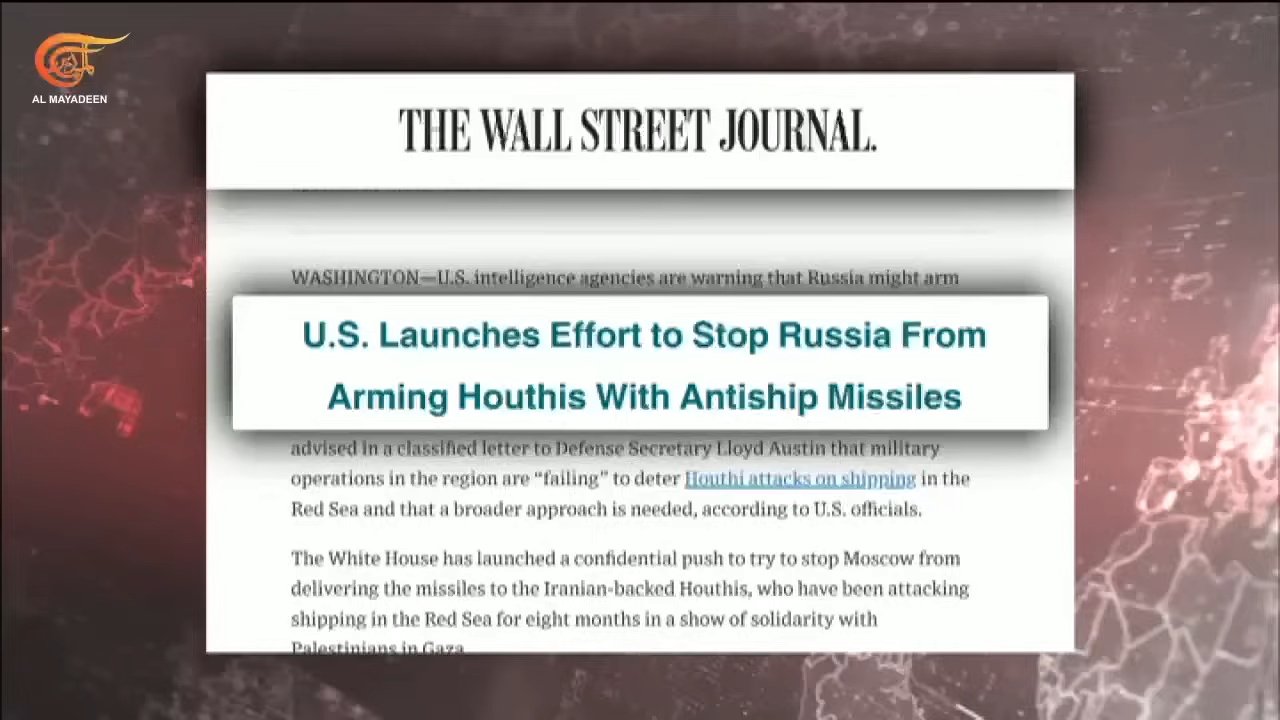 AL MAYADEEN
THE WALL STREET JOURNAL.
WASHINGTON—U.S. intelligence agencies are warning that Russia might arm
U.S. Launches Effort to Stop Russia From
Arming Houthis With Antiship Missiles
advised in a classified letter to Defense Secretary Lloyd Austin that military
operations in the region are “failing” to deter Houthi attacks on shipping in the
Red Sea and that a broader approach is needed, according to U.S. officials.
The White House has launched a confidential push to try to stop Moscow from
delivering the missiles to the Iranian-backed Houthis, who have been attacking
shipping in the Red Sea for eight months in a show of solidarity with
Palestinians in Gaza